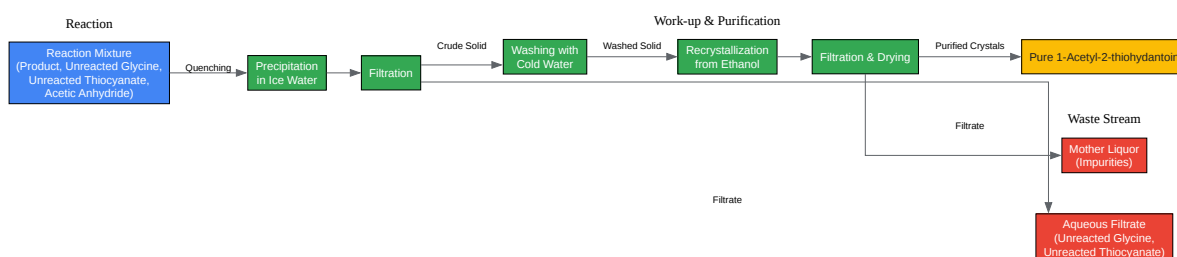 Reaction
Work-up & Purification
Reaction Mixture
(Product, Unreacted Glycine,
Unreacted Thiocyanate,
Acetic Anhydride)
Quenching
Precipitation
in Ice Water
Filtration
Crude Solid
Washing with
Cold Water
Washed Solid
Recrystallization
from Ethanol
Filtration & Drying
Purified Crystals
Pure 1-Acetyl-2-thiohydantoin
Waste Stream
Filtrate
Mother Liquor
(Impurities)
Filtrate
Aqueous Filtrate
(Unreacted Glycine,
Unreacted Thiocyanate)